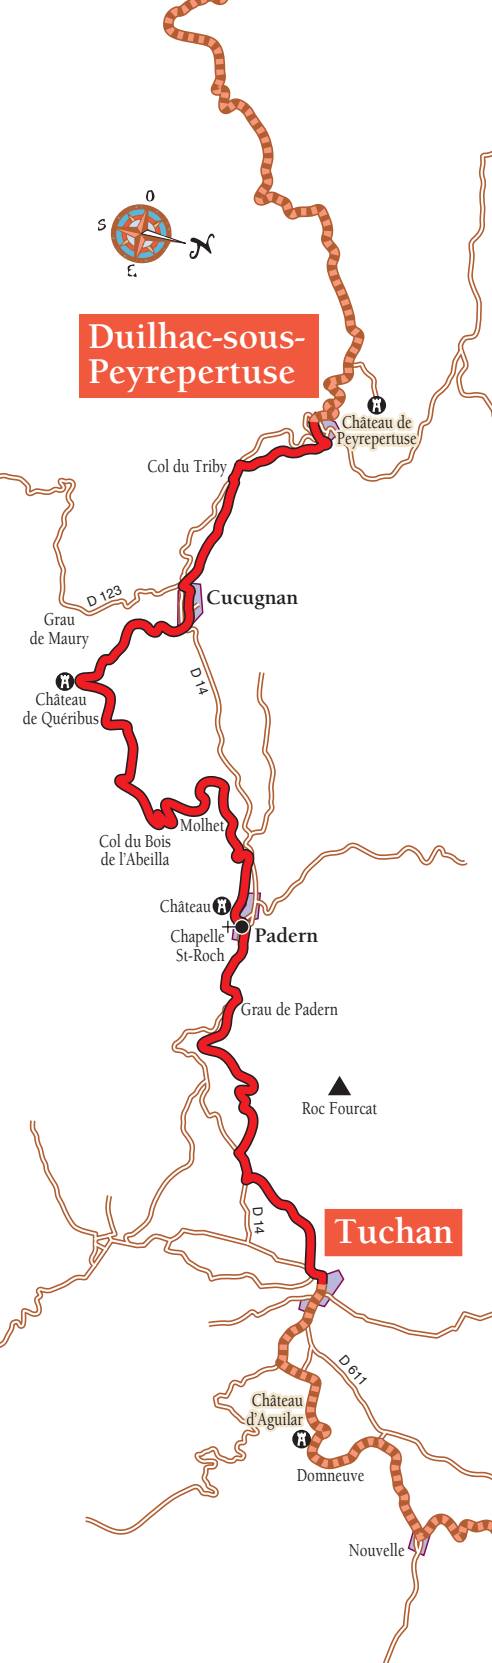 O
S
N
E
Duilhac-sous-
Peyrepertuse
Château de
Peyrepertuse
Col du Triby
D 123
Cucugnan
Grau
de Maury
D 14
Château
de Quéribus
Molhet
Col du Bois
de l'Abeilla
Château
Padern
Chapelle
St-Roch
Grau de Padern
Roc Fourcat
D 14
Tuchan
D 611
Château
d'Aguilar
Domneuve
Nouvelle